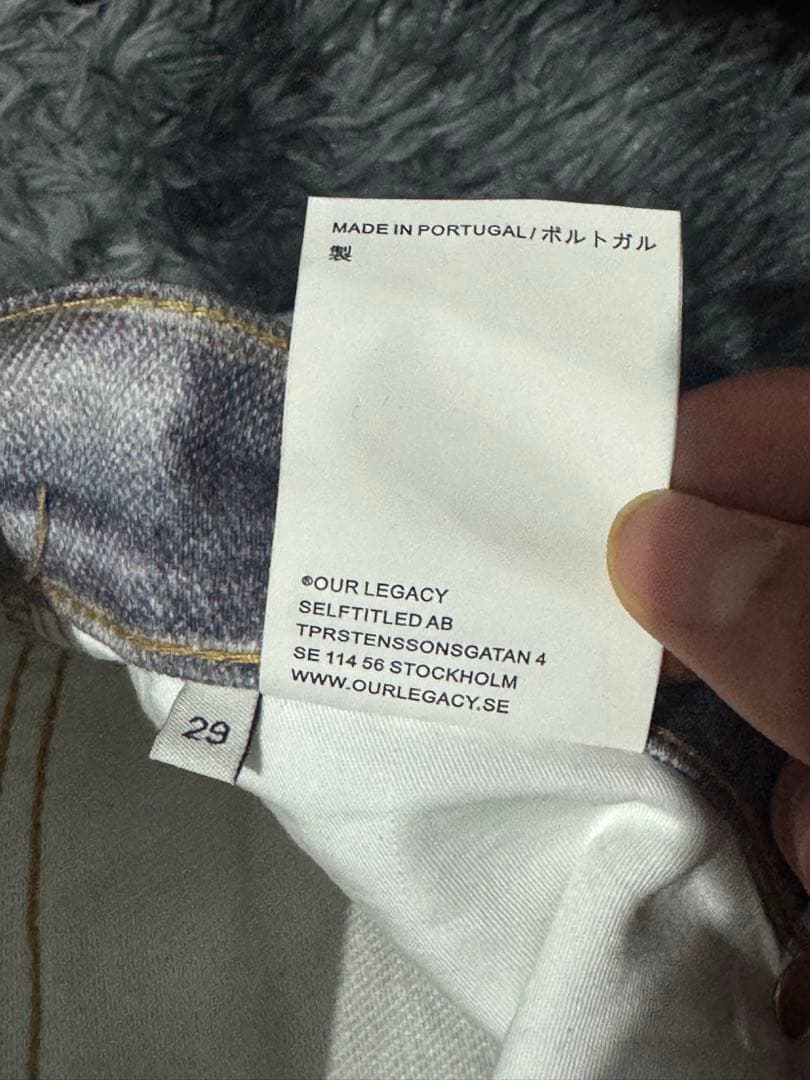 MADE IN PORTUGAL/ポルトガル
製
®OUR LEGACY
SELFTITLED AB
TPRSTENSSONSGATAN 4
SE 114 56 STOCKHOLM
WWW.OURLEGACY.SE
29